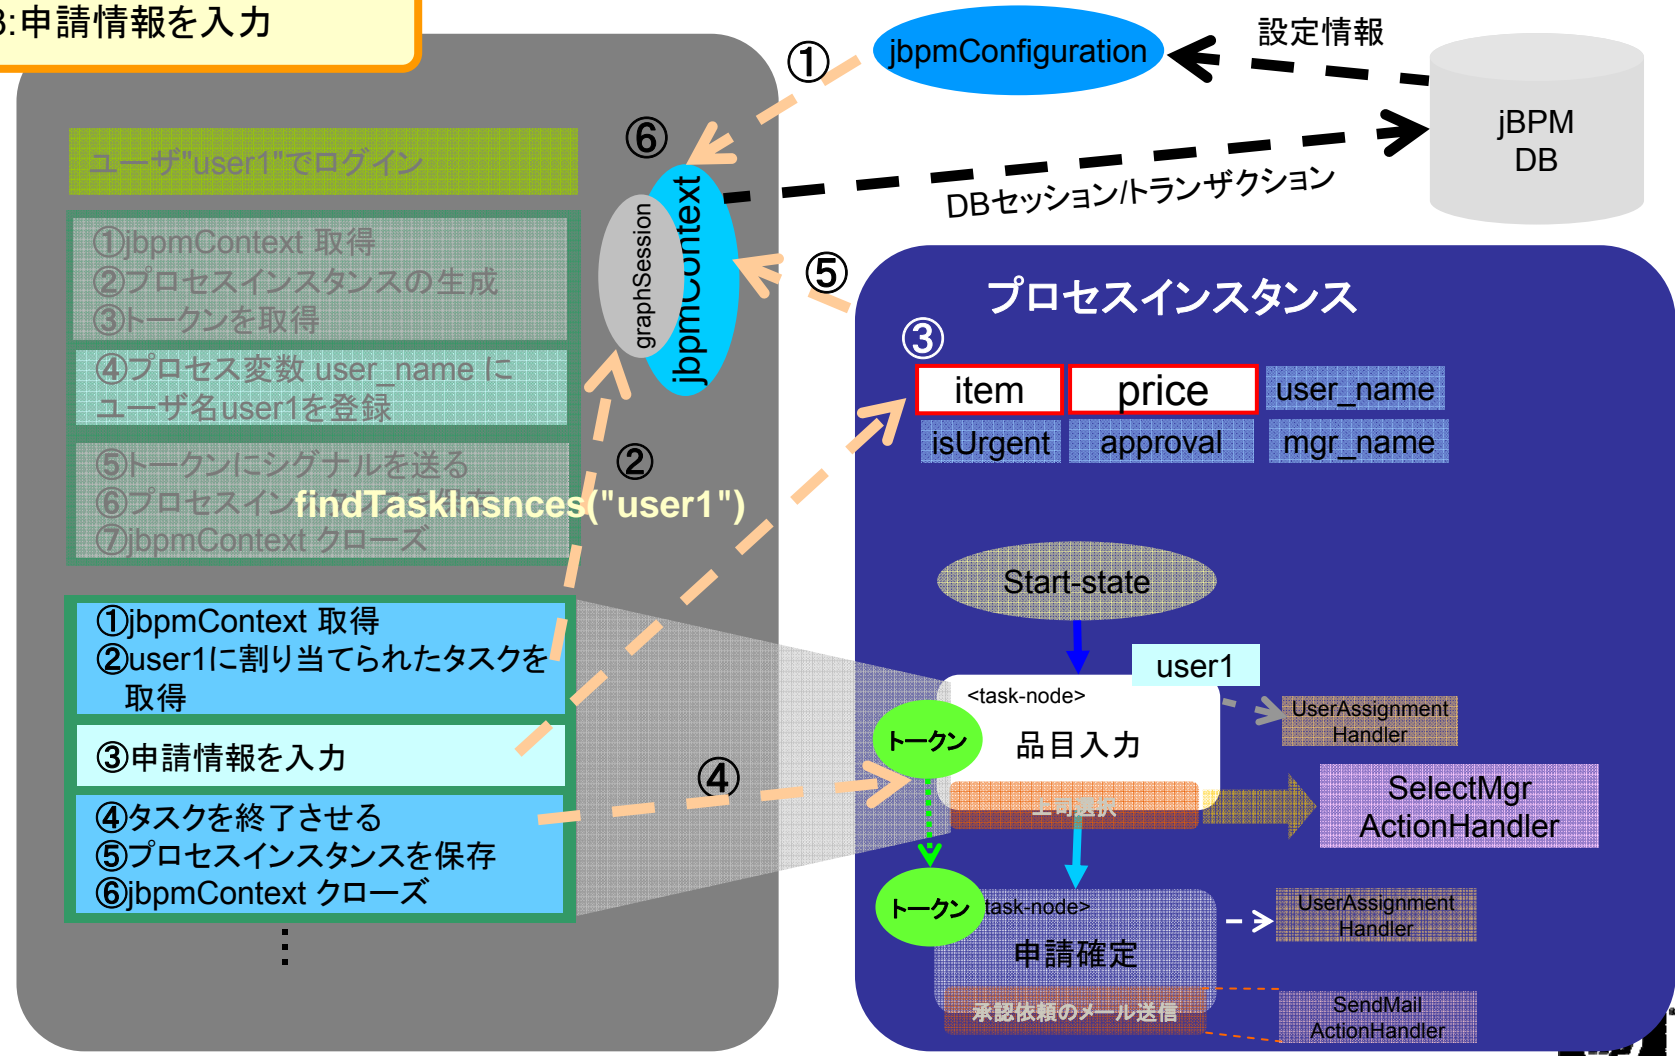 3:申請情報を入力
ユーザ"user1"でログイン
①jbpmContext 取得
②プロセスインスタンスの生成
③トークンを取得
④プロセス変数 user_name に
ユーザ名user1を登録
⑤トークンにシグナルを送る
⑥プロセスインスタンスを保存
⑦jbpmContext クローズ
findTaskInsnces("user1")
①jbpmContext 取得
②user1に割り当てられたタスクを
取得
③申請情報を入力
④タスクを終了させる
⑤プロセスインスタンスを保存
⑥jbpmContext クローズ
⋮
①
jbpmConfiguration
設定情報
jBPM
DB
⑥
graphSession
jbpmContext
DBセッション/トランザクション
⑤
②
④
プロセスインスタンス
③
item
price
user_name
isUrgent
approval
mgr_name
Start-state
user1
<task-node>
品目入力
トークン
上司選択
UserAssignment
Handler
SelectMgr
ActionHandler
トークン
task-node>
申請確定
承認依頼のメール送信
UserAssignment
Handler
SendMail
ActionHandler